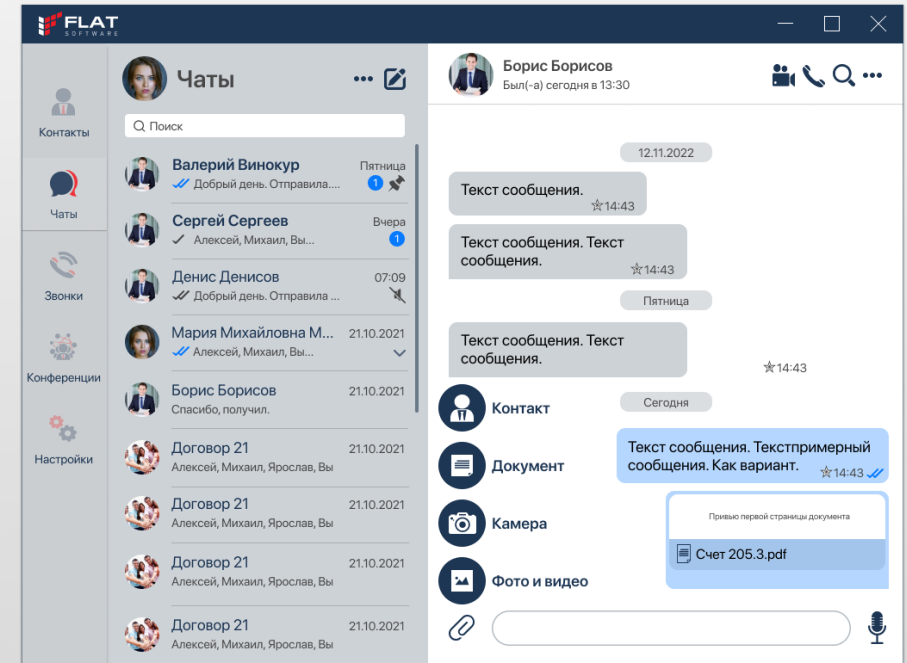 FLAT
SOFTWARE
Контакты
Чаты
Звонки
Конференции
Настройки
Чаты
Поиск
Валерий Винокур
Пятница
Добрый день. Отправила....
1
Сергей Сергеев
Вчера
Алексей, Михаил, Вы...
1
Денис Денисов
07:09
Добрый день. Отправила ...
Мария Михайловна М...
21.10.2021
Алексей, Михаил, Вы...
Борис Борисов
21.10.2021
Спасибо, получил.
Договор 21
21.10.2021
Алексей, Михаил, Ярослав, Вы
Договор 21
21.10.2021
Алексей, Михаил, Ярослав, Вы
Договор 21
21.10.2021
Алексей, Михаил, Ярослав, Вы
Договор 21
21.10.2021
Алексей, Михаил, Ярослав, Вы
Борис Борисов
Был(-а) сегодня в 13:30
12.11.2022
Текст сообщения.
14:43
Текст сообщения. Текст
сообщения.
14:43
Пятница
Текст сообщения. Текст
сообщения.
14:43
Сегодня
Текст сообщения. Текстпримерный
сообщения. Как вариант.
14:43
Привью первой страницы документа
Счет 205.3.pdf
Контакт
Документ
Камера
Фото и видео